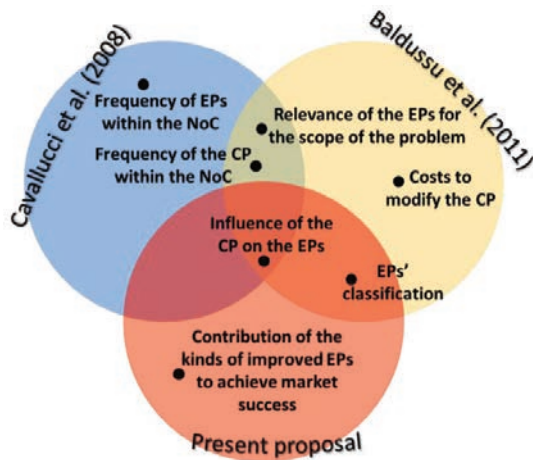 Cavallucci et al. (2008)
Baldussu et al. (2011)
Frequency of EPs
within the NoC
Relevance of the EPs for
the scope of the problem
Frequency of the CP
within the NoC
Costs to
modify the CP
Influence of the
CP on the EPs
EPs'
classification
Contribution of the
kinds of improved EPs
to achieve market
success
Present proposal